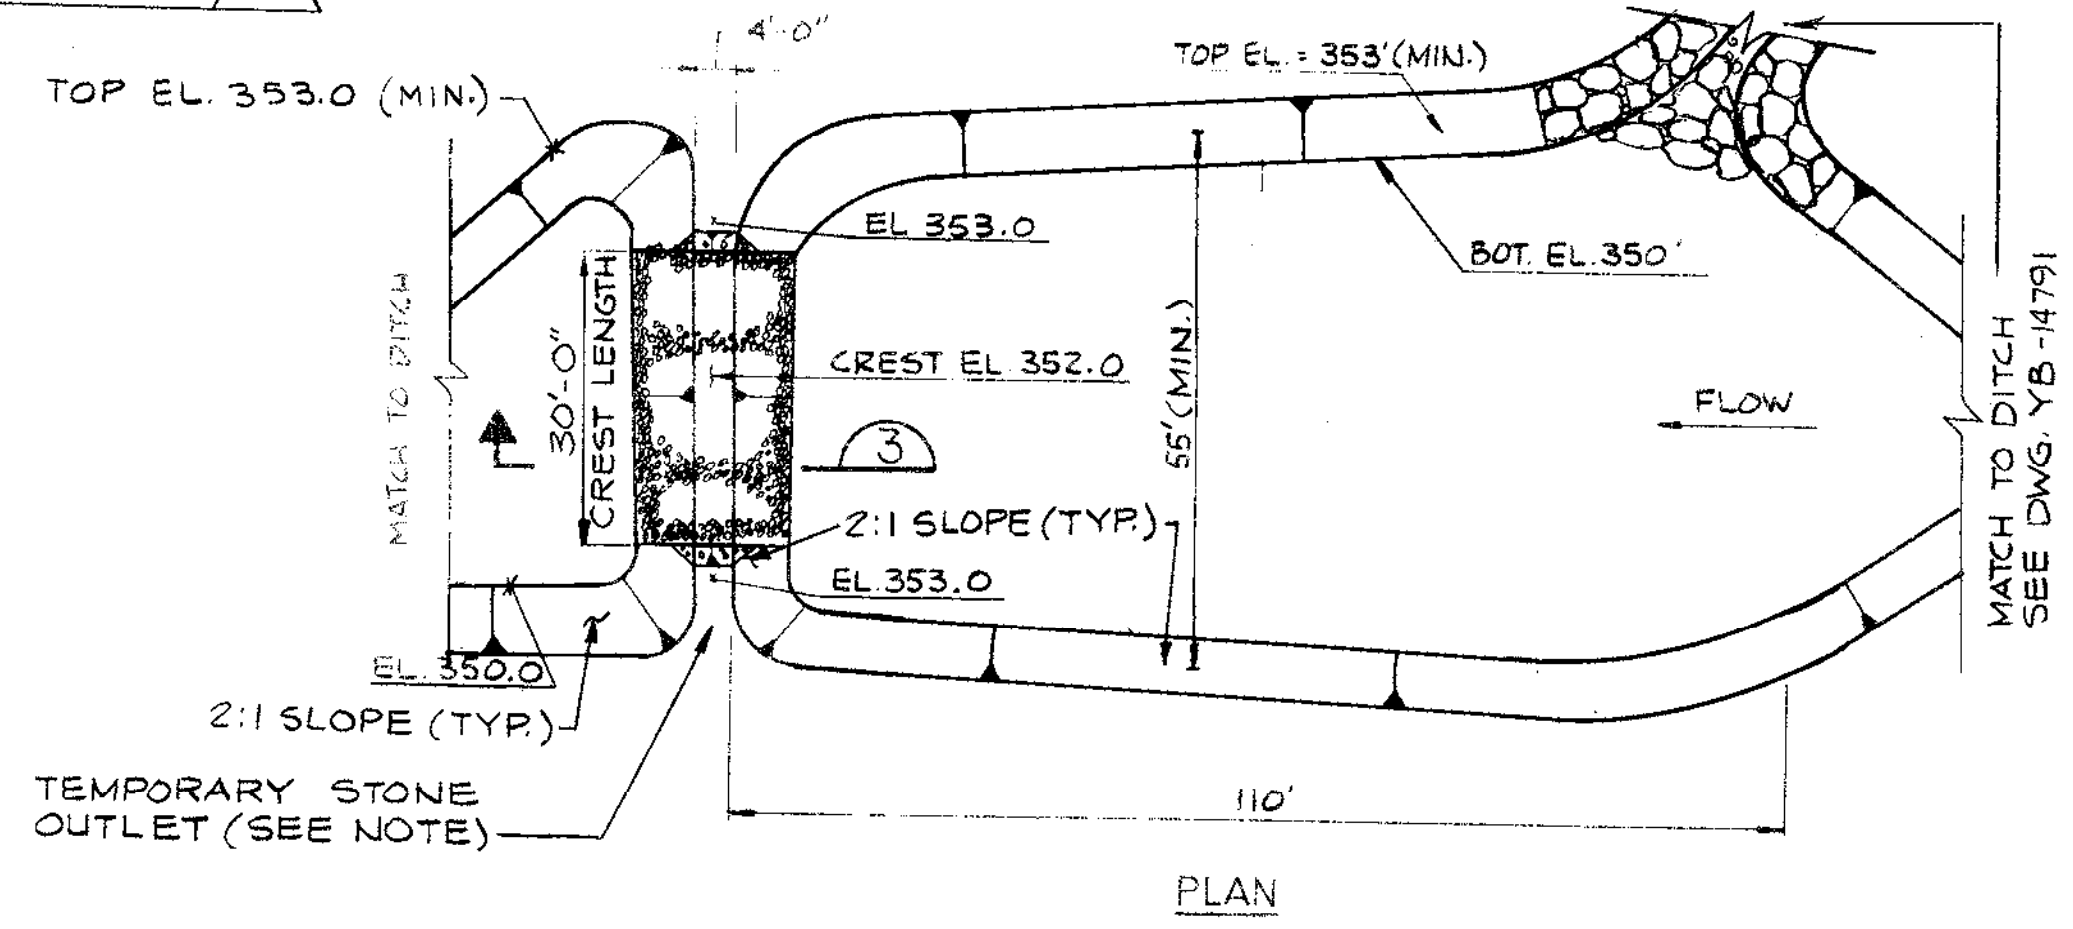 4'-0"
TOP EL. = 353' (MIN.)
TOP EL. 353.0 (MIN.)
EL 353.0
BOT. EL. 350'
MATCH TO DITCH
30'-0"
CREST LENGTH
CREST EL. 352.0
55' (MIN.)
FLOW
3
MATCH TO DITCH
SEE DWG. YB-14791
2:1 SLOPE (TYP.)
EL. 353.0
EL. 350.0
2:1 SLOPE (TYP.)
TEMPORARY STONE
OUTLET (SEE NOTE)
110'
PLAN